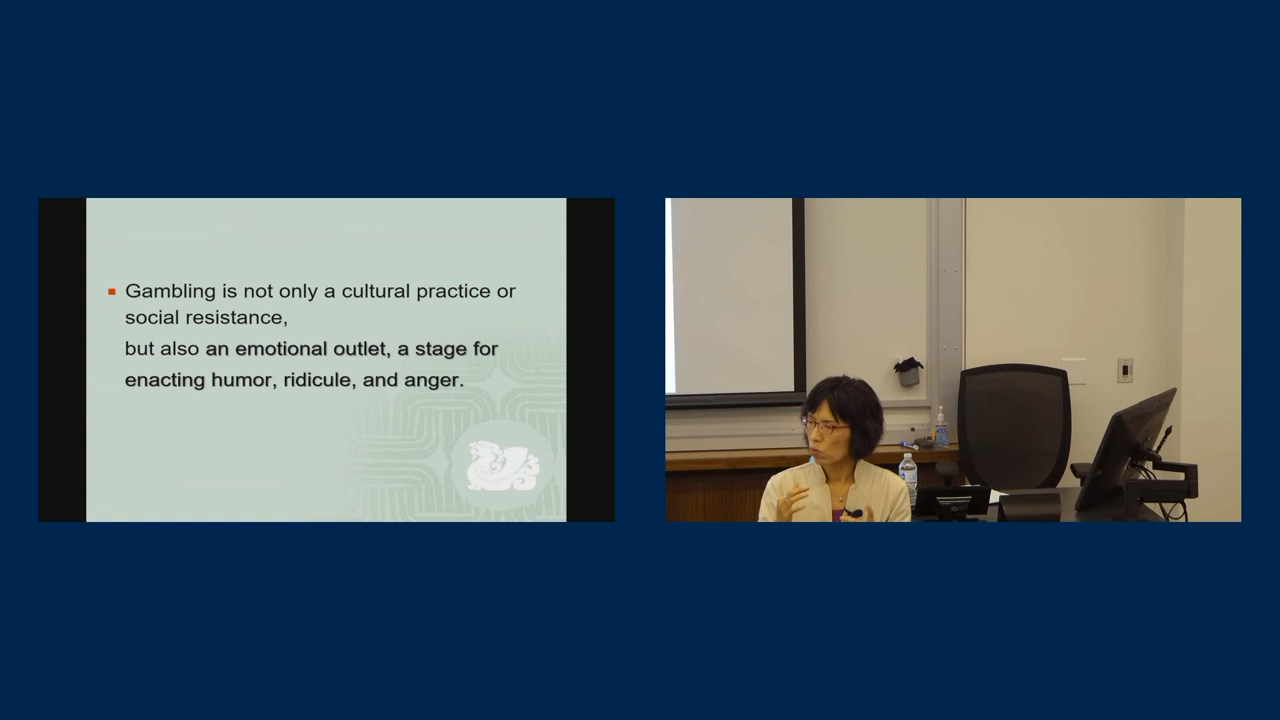 Gambling is not only a cultural practice or
social resistance,
but also an emotional outlet, a stage for
enacting humor, ridicule, and anger.